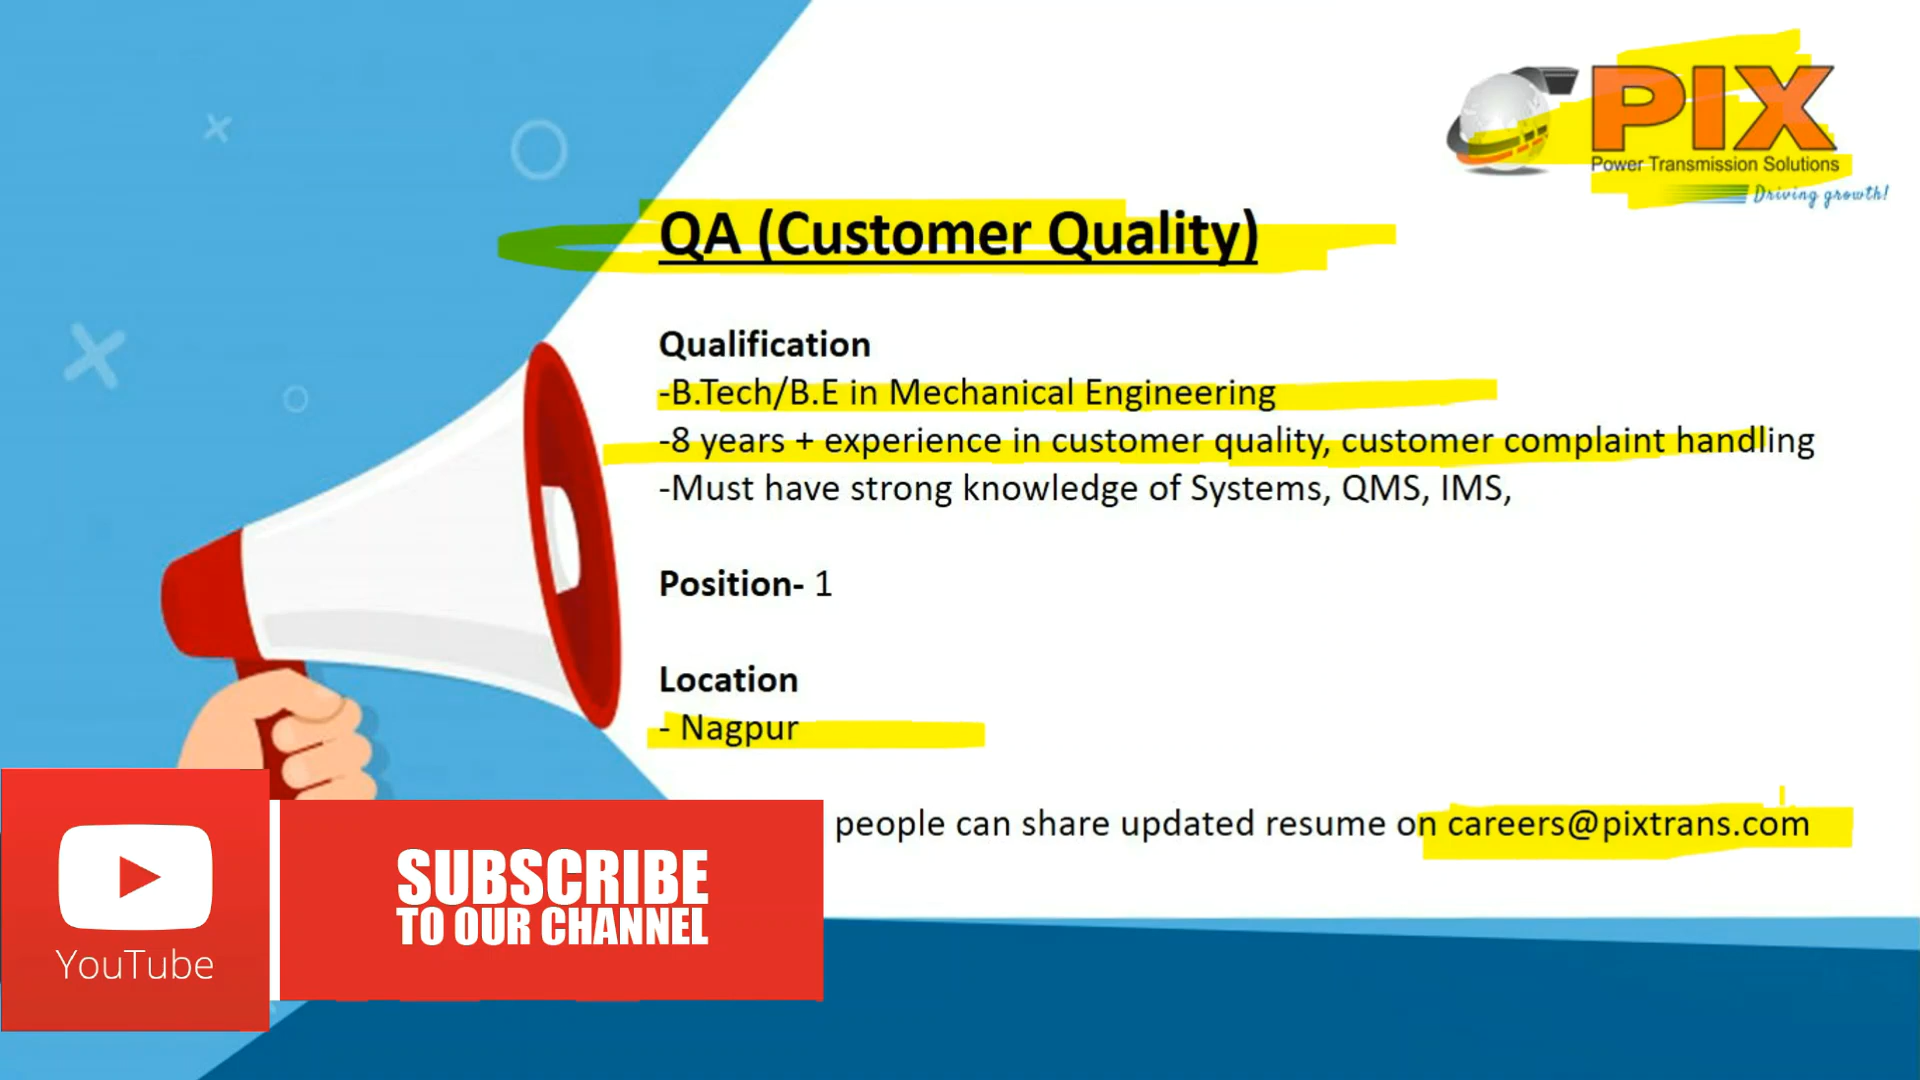 PIX
Power Transmission Solutions
Driving growth!
QA (Customer Quality)
Qualification
-B.Tech/B.E in Mechanical Engineering
-8 years + experience in customer quality, customer complaint handling
-Must have strong knowledge of Systems, QMS, IMS,
Position- 1
Location
- Nagpur
people can share updated resume on careers@pixtrans.com
YouTube
SUBSCRIBE
TO OUR CHANNEL